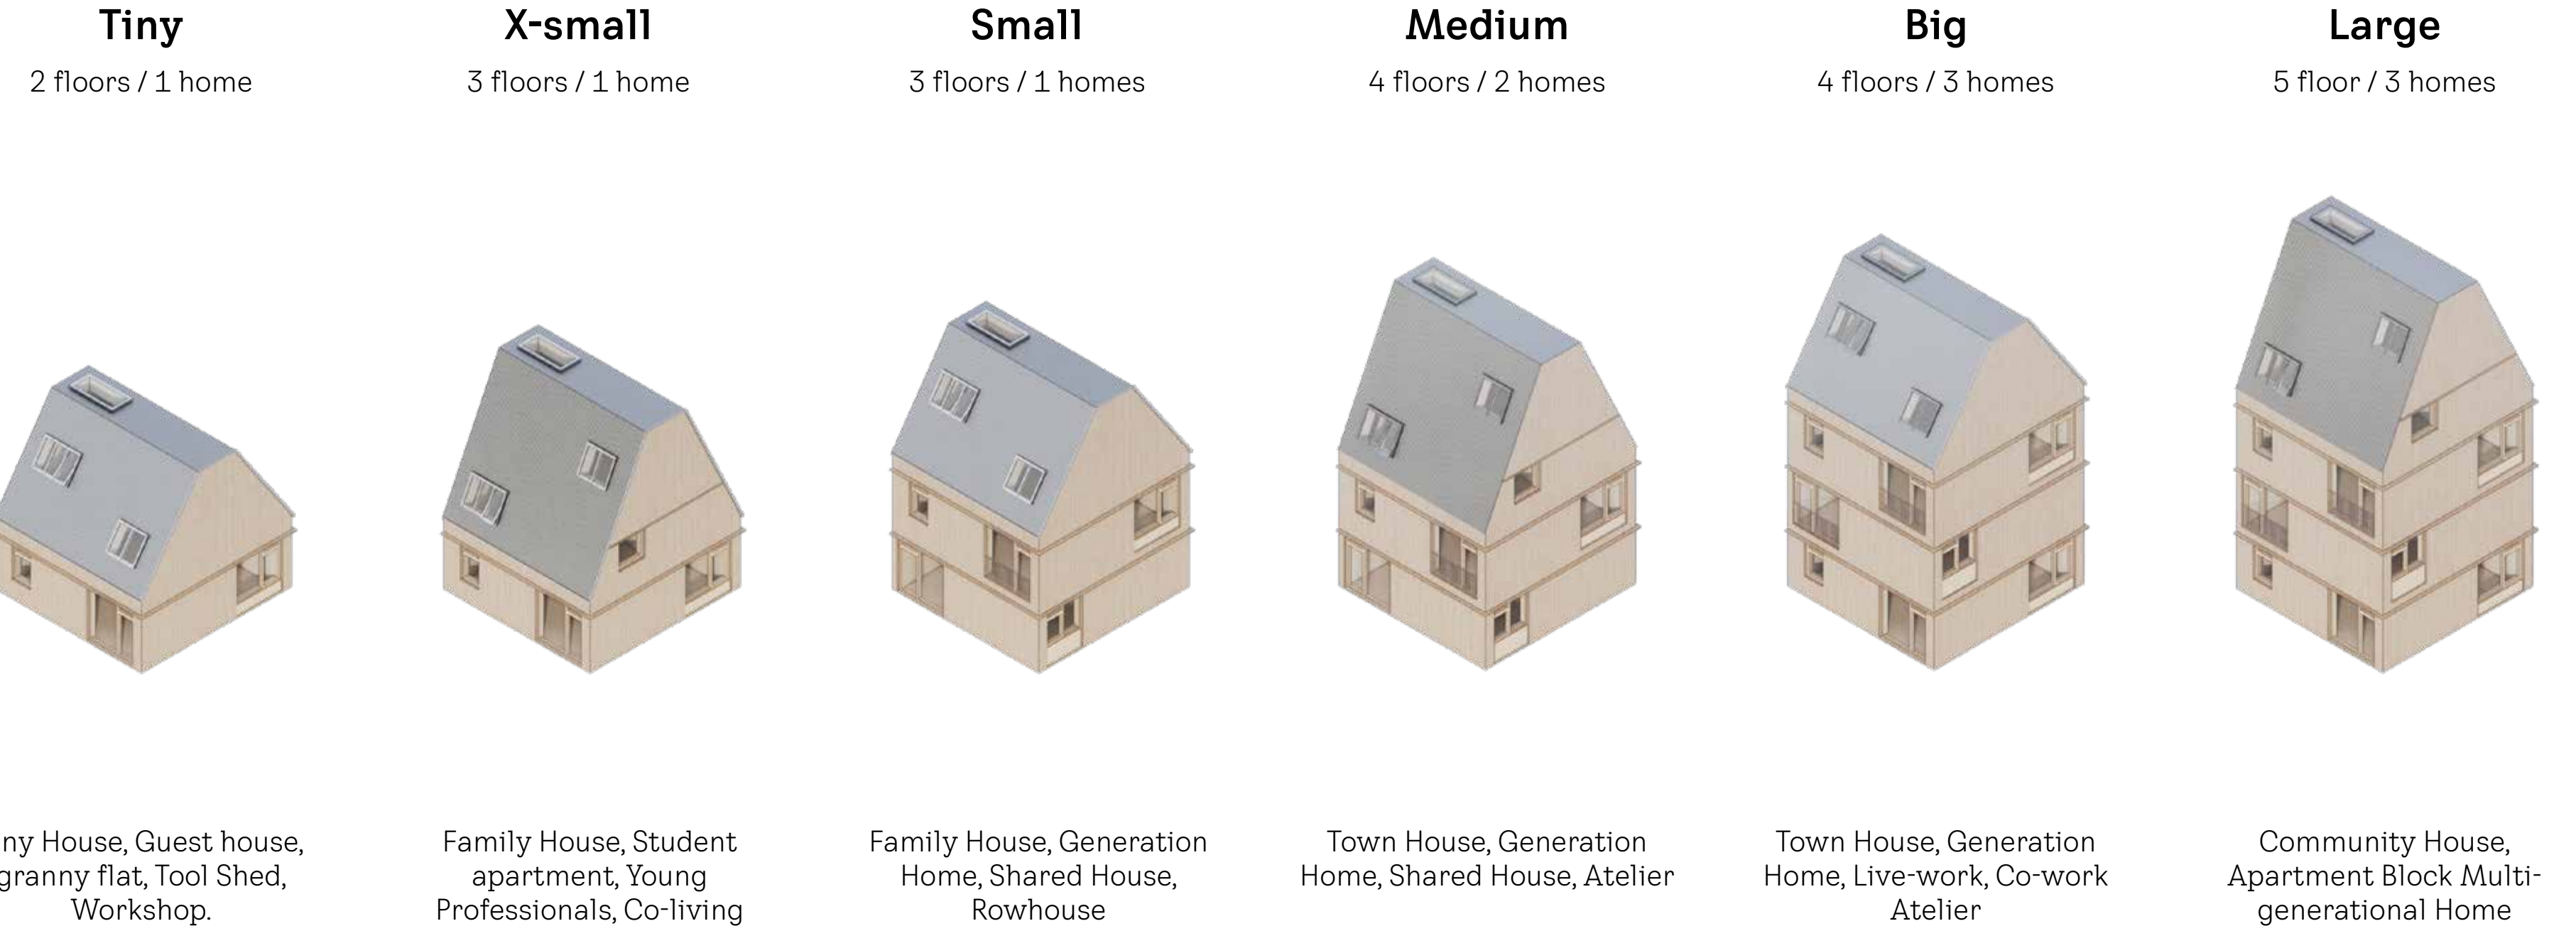 Tiny
2 floors / 1 home
ny House, Guest house,
granny flat, Tool Shed,
Workshop.
X-small
3 floors / 1 home
Family House, Student
apartment, Young
Professionals, Co-living
Small
3 floors / 1 homes
Family House, Generation
Home, Shared House,
Rowhouse
Medium
4 floors / 2 homes
Town House, Generation
Home, Shared House, Atelier
Big
4 floors / 3 homes
Town House, Generation
Home, Live-work, Co-work
Atelier
Large
5 floor / 3 homes
Community House,
Apartment Block Multi-
generational Home